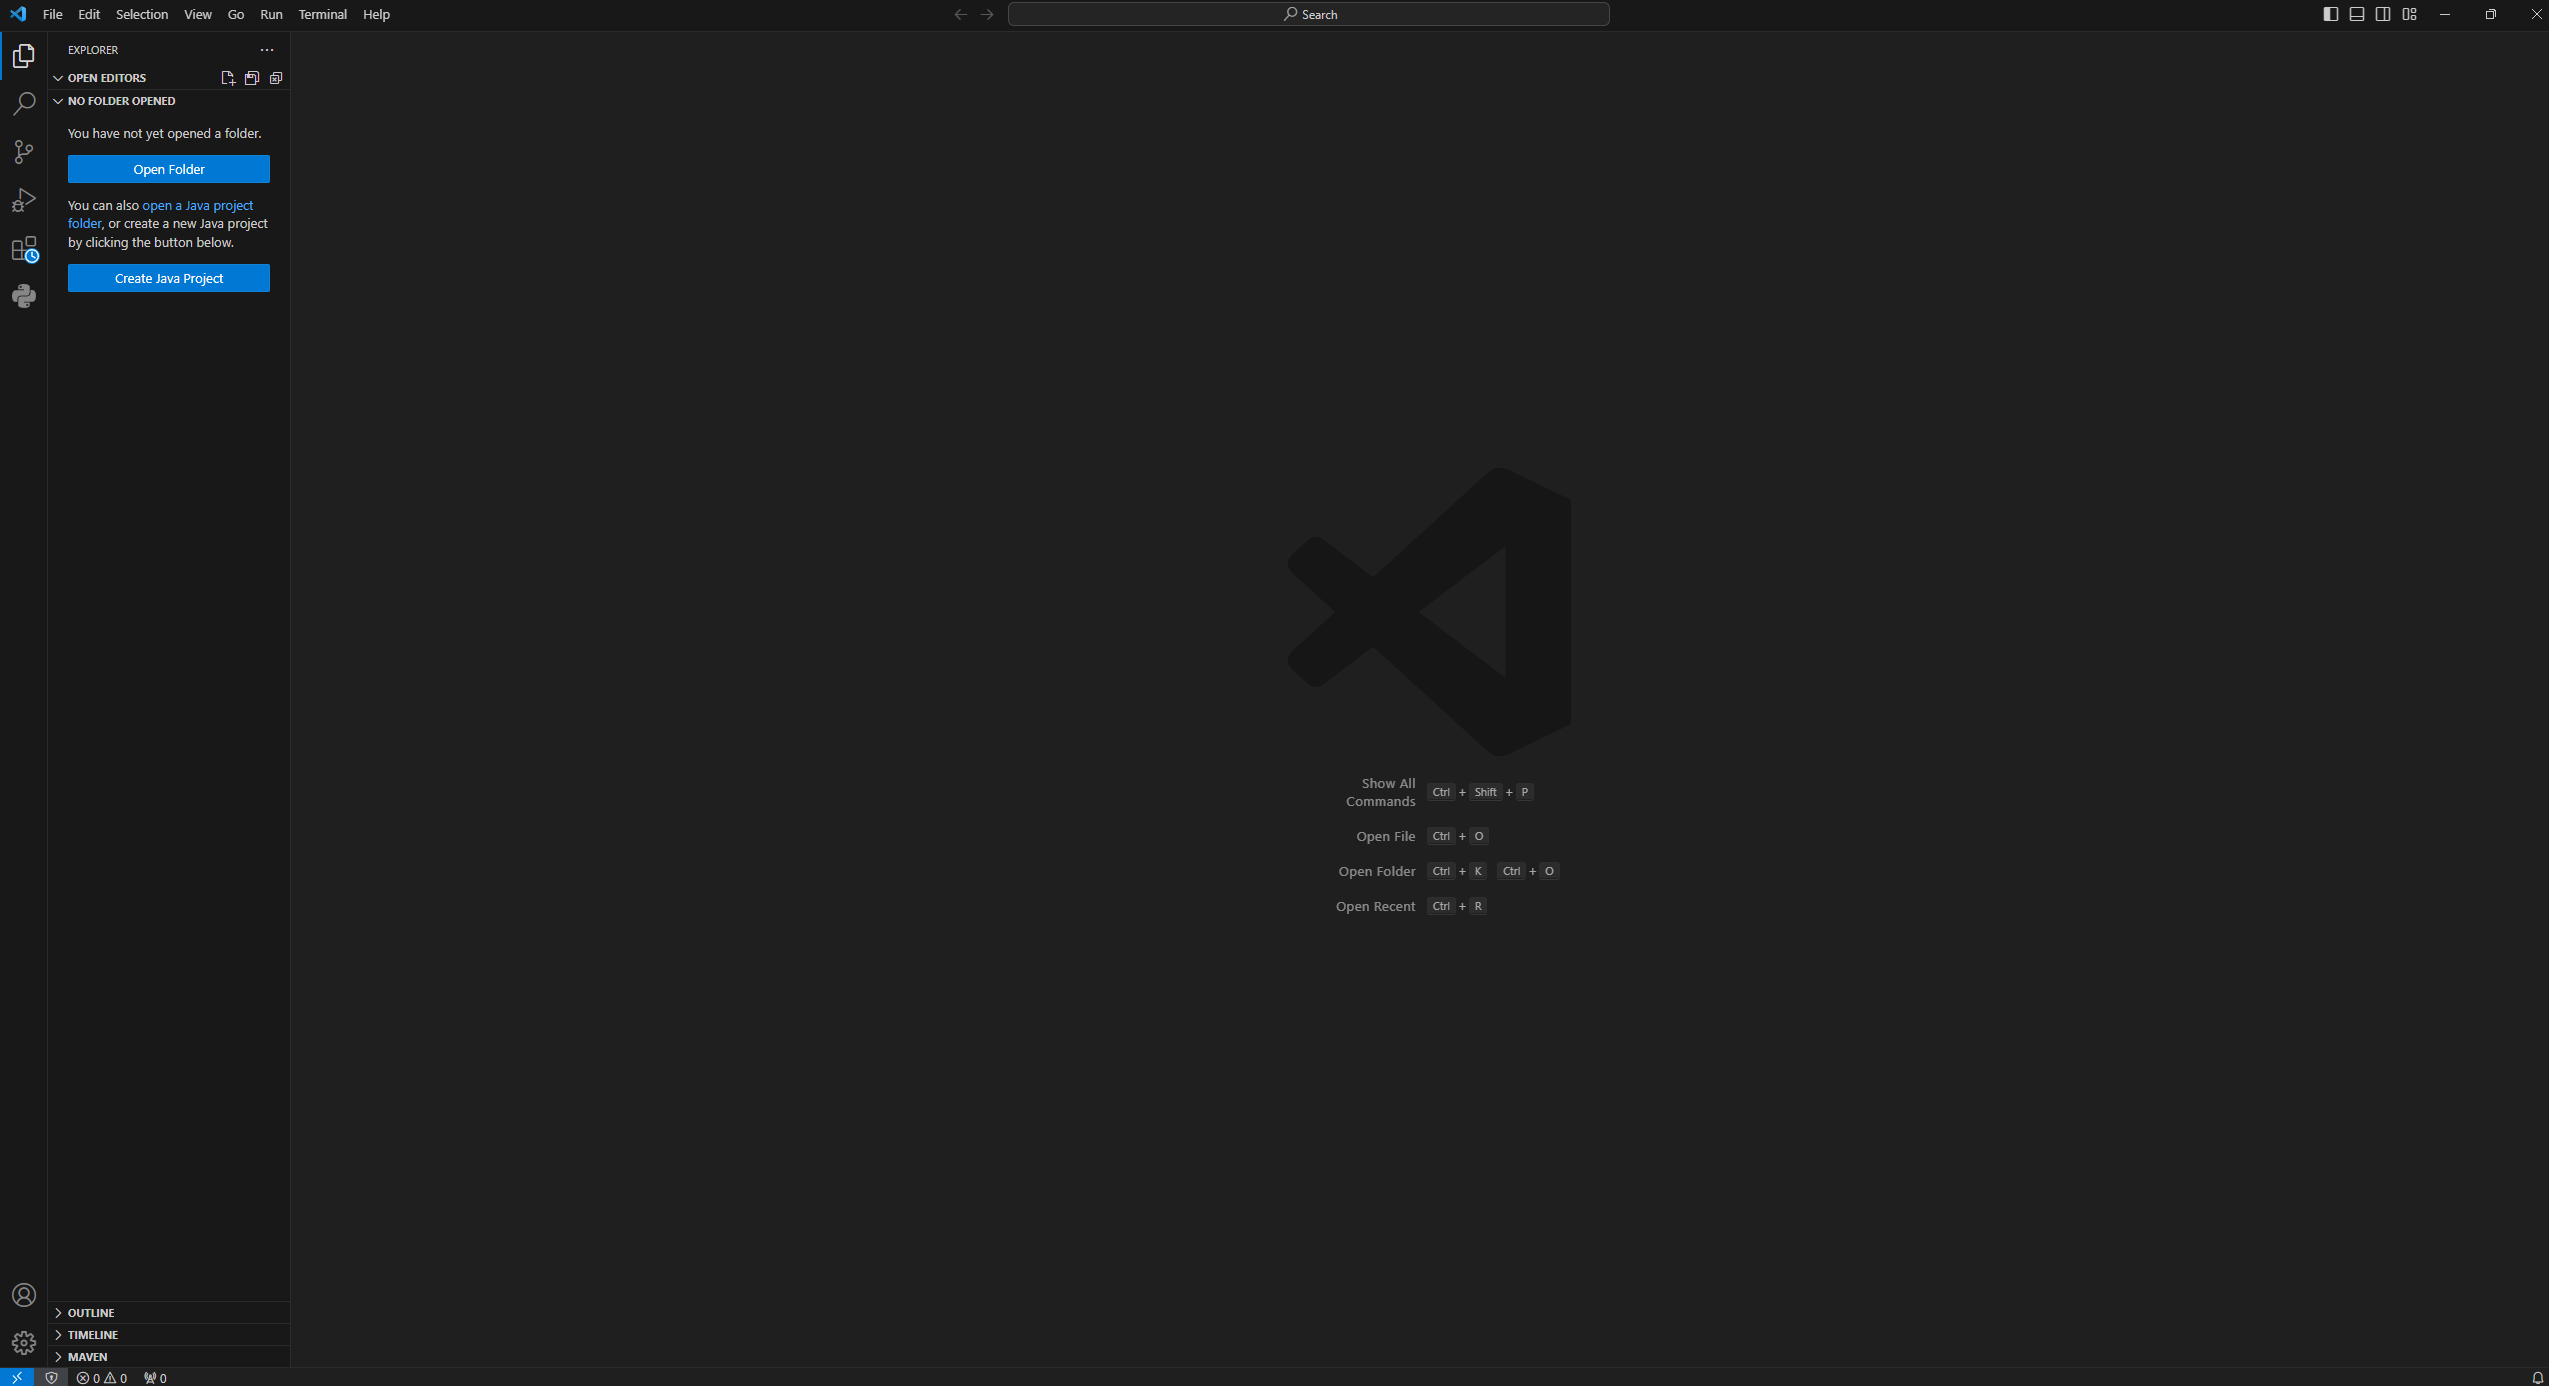 File Edit Selection View Go Run Terminal Help
Search
EXPLORER
OPEN EDITORS
NO FOLDER OPENED
You have not yet opened a folder.
Open Folder
You can also open a Java project
folder, or create a new Java project
by clicking the button below.
Create Java Project
Show All
Commands Ctrl + Shift + P
Open File Ctrl + O
Open Folder Ctrl + K Ctrl + O
Open Recent Ctrl + R
OUTLINE
TIMELINE
MAVEN
0 0 0